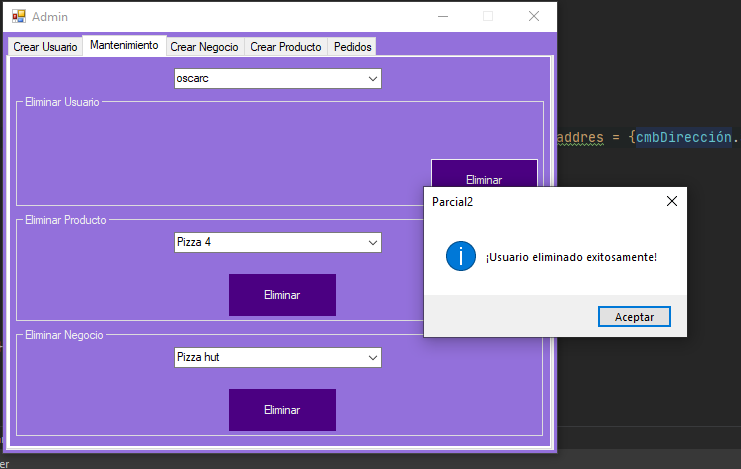 Admin
Crear Usuario Mantenimiento Crear Negocio Crear Producto Pedidos
oscarc
Eliminar Usuario
addres = {cmbDirección.
Eliminar
Parcial2
¡Usuario eliminado exitosamente!
Aceptar
Eliminar Producto
Pizza 4
Eliminar
Eliminar Negocio
Pizza hut
Eliminar